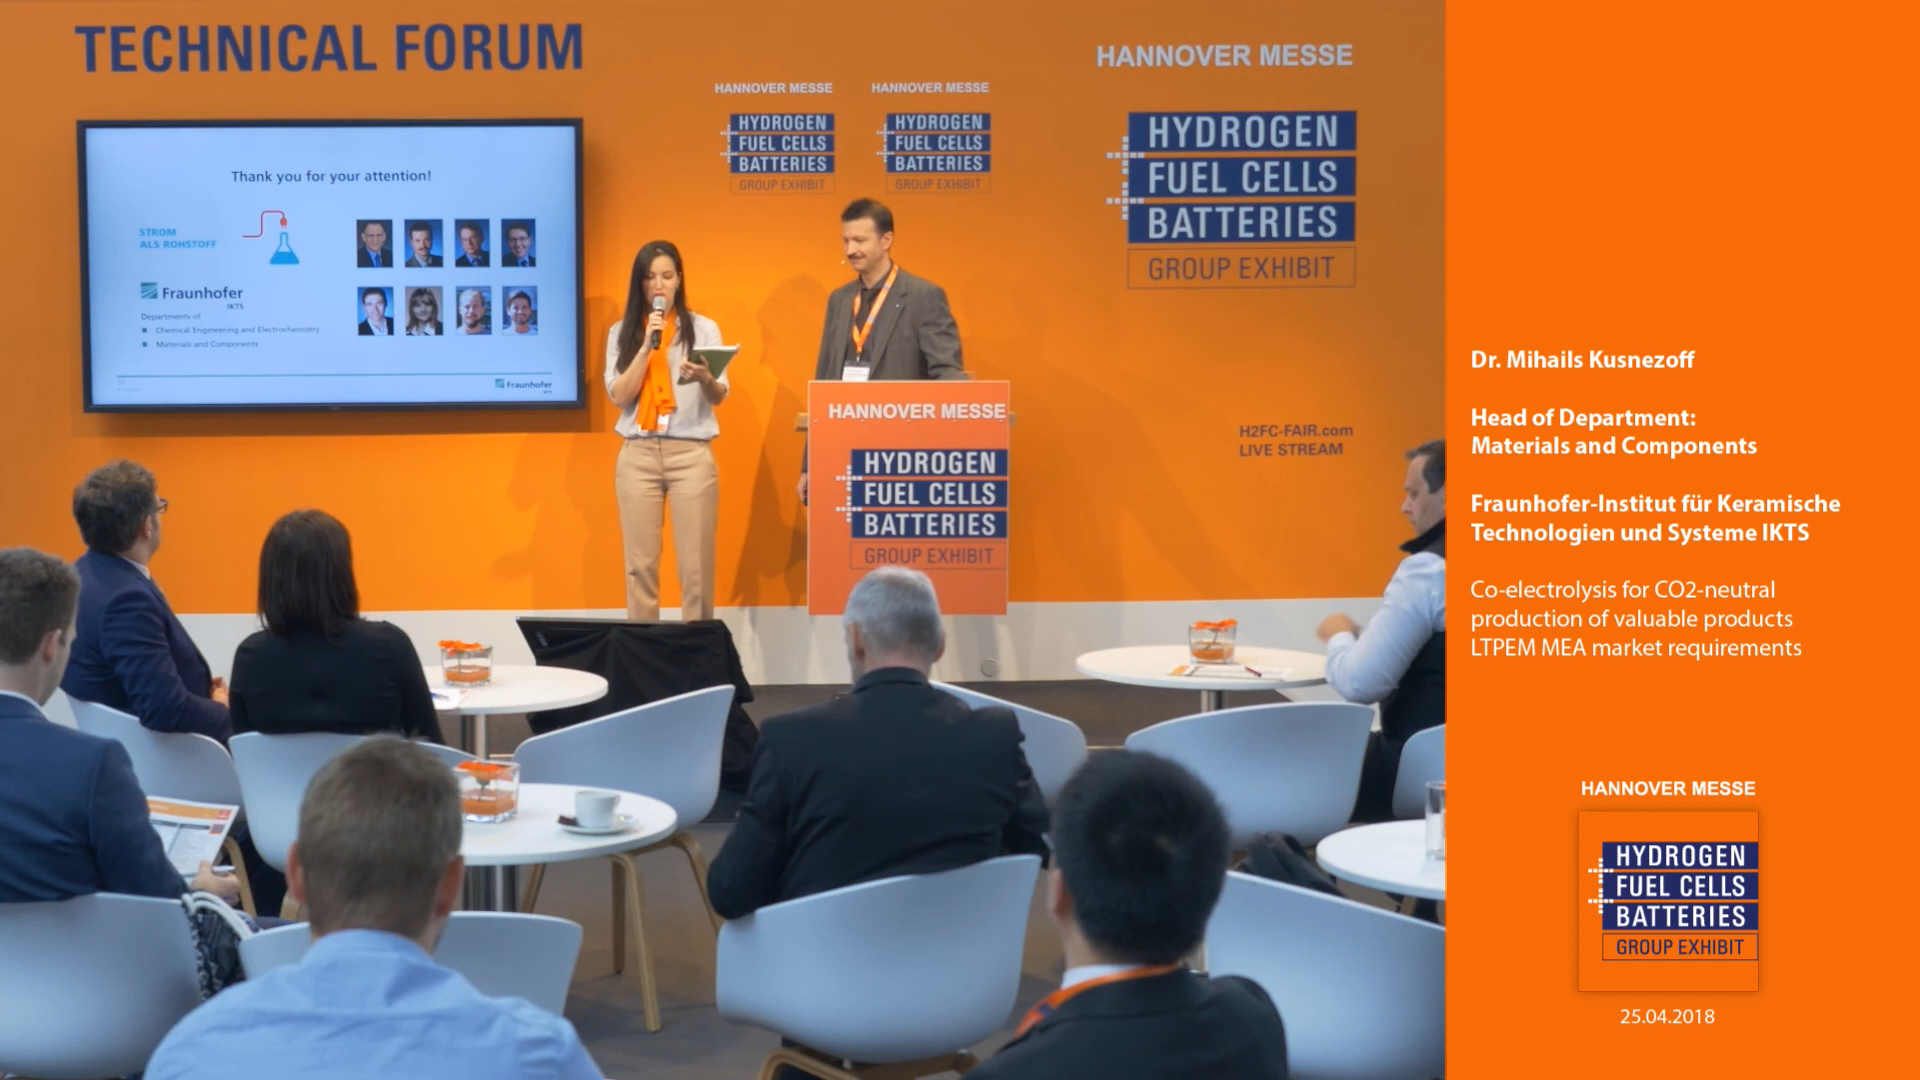 TECHNICAL FORUM
Thank you for your attention!
STROM
ALS ROHSTOFF
Fraunhofer
IKTS
Departments of
Chemical Engineering and Electrochemistry
Materials and Components
Fraunhofer
IKTS
HANNOVER MESSE
HYDROGEN
FUEL CELLS
BATTERIES
GROUP EXHIBIT
HANNOVER MESSE
HYDROGEN
FUEL CELLS
BATTERIES
GROUP EXHIBIT
HANNOVER MESSE
HYDROGEN
FUEL CELLS
BATTERIES
GROUP EXHIBIT
H2FC-FAIR.com
LIVE STREAM
HANNOVER MESSE
HYDROGEN
FUEL CELLS
BATTERIES
GROUP EXHIBIT
Dr. Mihails Kusnezoff
Head of Department:
Materials and Components
Fraunhofer-Institut für Keramische
Technologien und Systeme IKTS
Co-electrolysis for CO2-neutral
production of valuable products
LTPEM MEA market requirements
HANNOVER MESSE
HYDROGEN
FUEL CELLS
BATTERIES
GROUP EXHIBIT
25.04.2018